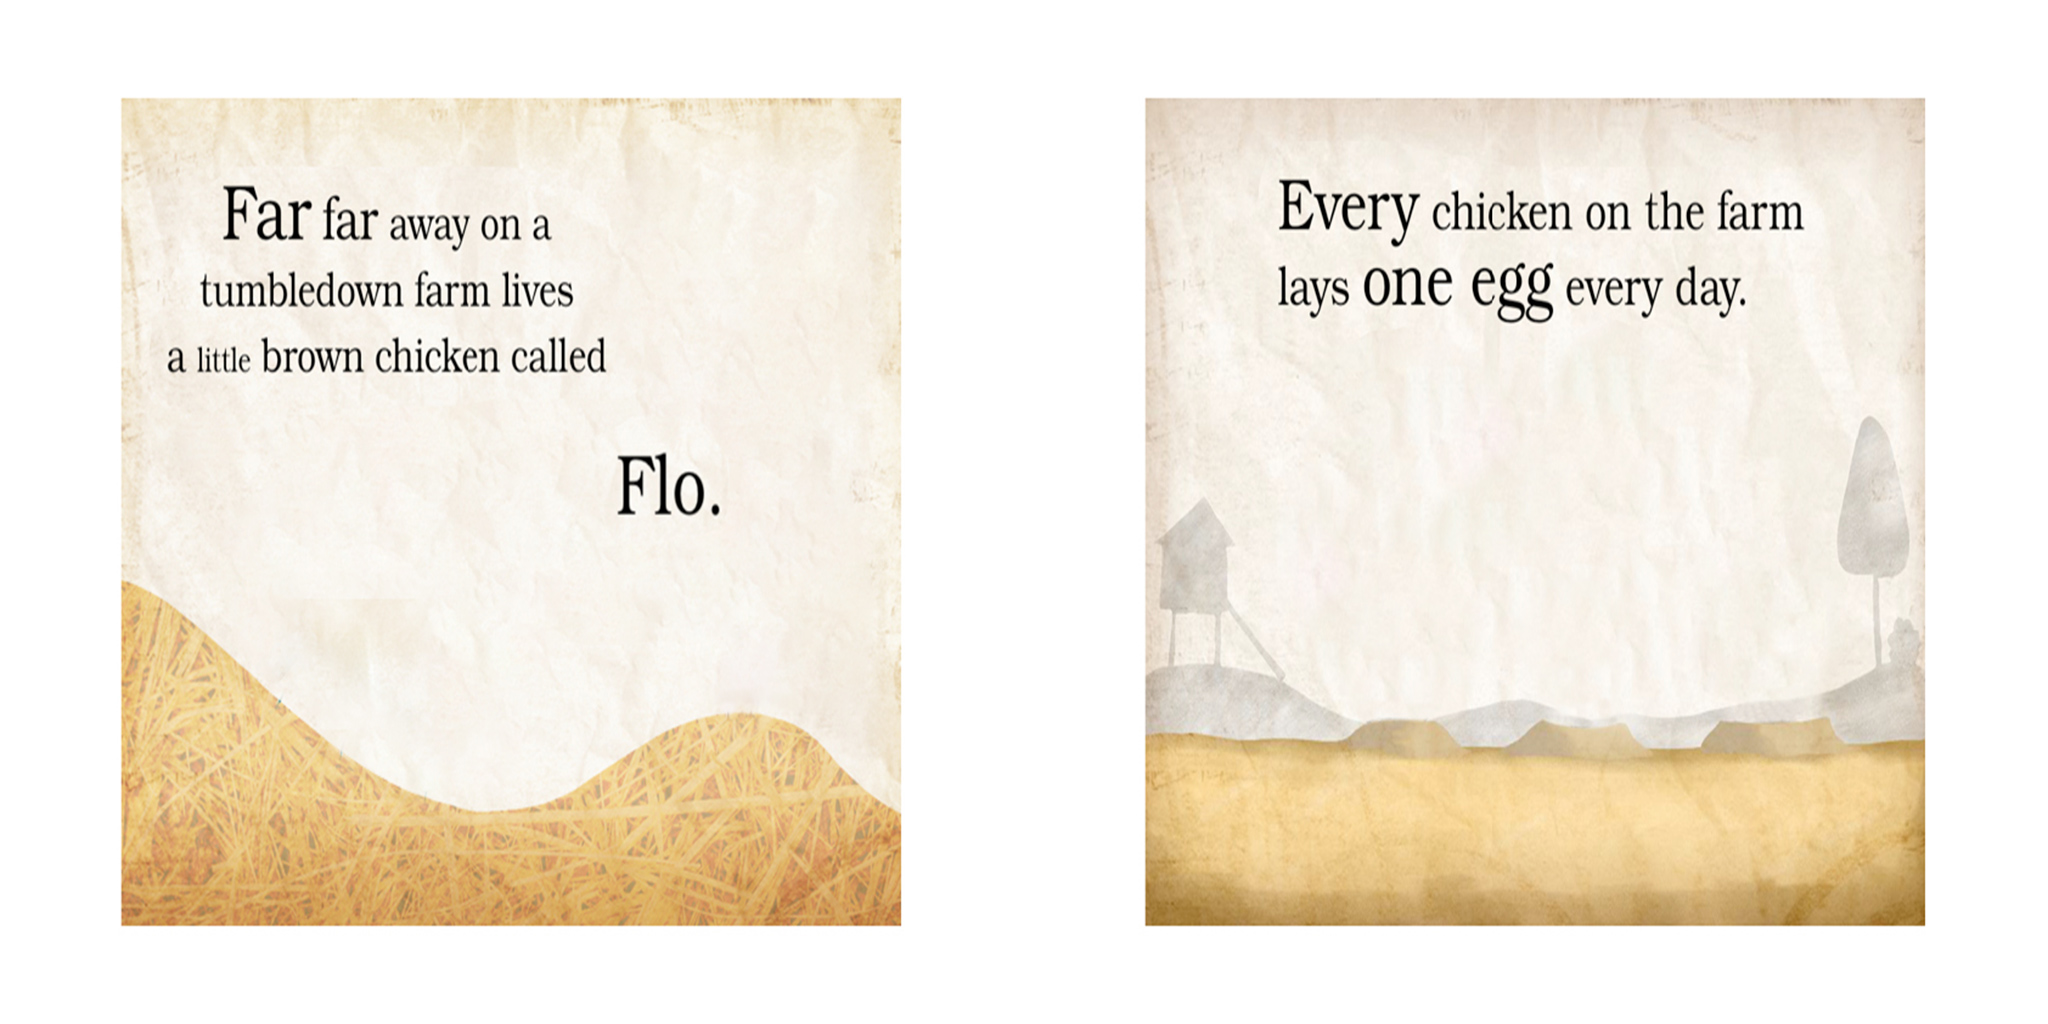 Far far away on a
tumbledown farm lives
a little brown chicken called
Flo.
Every chicken on the farm
lays one egg every day.